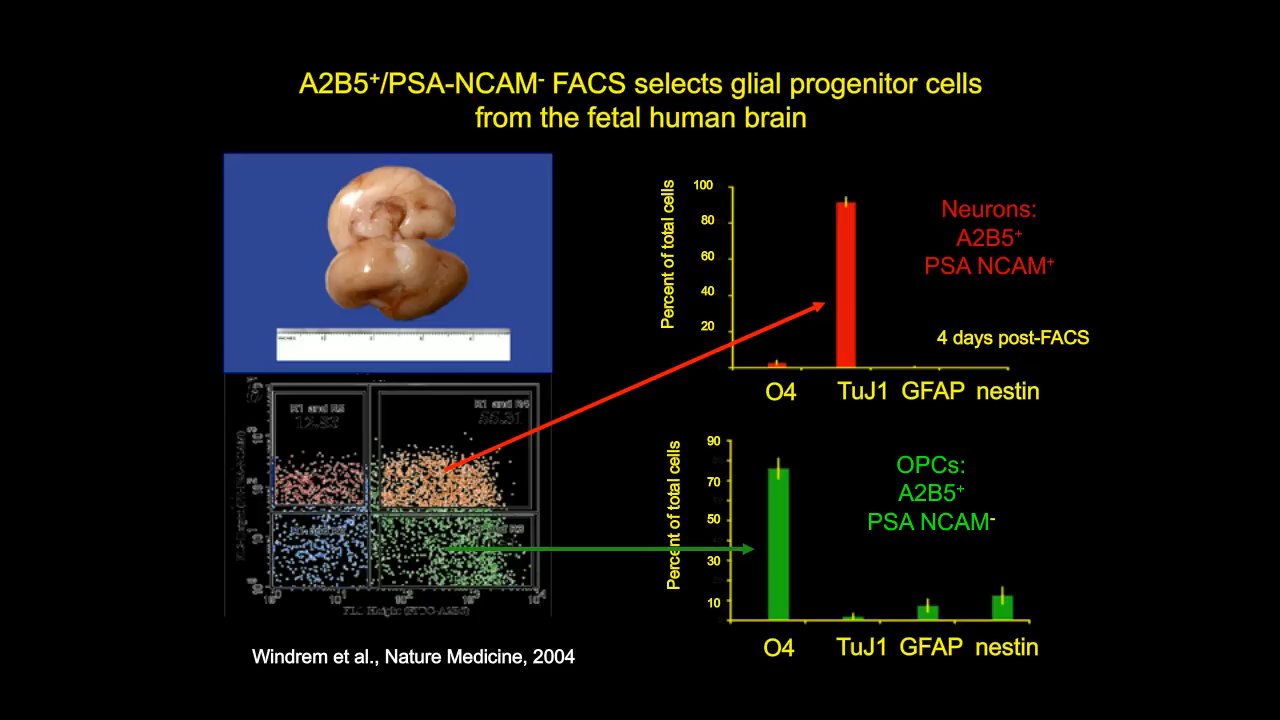 A2B5⁺/PSA-NCAM⁻ FACS selects glial progenitor cells
from the fetal human brain
Percent of total cells
100
80
60
40
20
Neurons:
A2B5⁺
PSA NCAM⁺
4 days post-FACS
O4 TuJ1 GFAP nestin
R1 and R4
Percent of total cells
90
70
50
30
10
OPCs:
A2B5⁺
PSA NCAM⁻
O4 TuJ1 GFAP nestin
Windrem et al., Nature Medicine, 2004